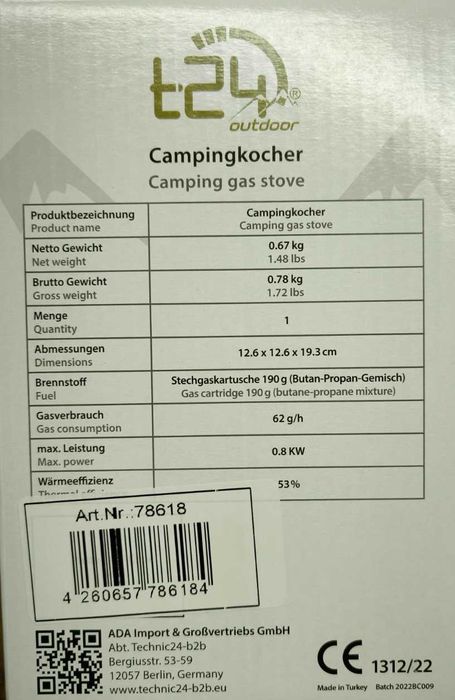 t24®
outdoor
Campingkocher
Camping gas stove
Produktbezeichnung Campingkocher
Product name Camping gas stove
Netto Gewicht 0.67 kg
Net weight 1.48 lbs
Brutto Gewicht 0.78 kg
Gross weight 1.72 lbs
Menge
Quantity 1
Abmessungen
Dimensions 12.6 x 12.6 x 19.3 cm
Brennstoff Stechgaskartusche 190 g (Butan-Propan-Gemisch)
Fuel Gas cartridge 190 g (butane-propane mixture)
Gasverbrauch
Gas consumption 62 g/h
max. Leistung
Max. power 0.8 KW
Wärmeeffizienz 53%
Art.Nr.:78618
4 260657 786184
ADA Import & Großvertriebs GmbH
Abt. Technic24-b2b
Bergiusstr. 53-59
12057 Berlin, Germany
www.technic24-b2b.eu
CE 1312/22
Made in Turkey Batch 2022BC009